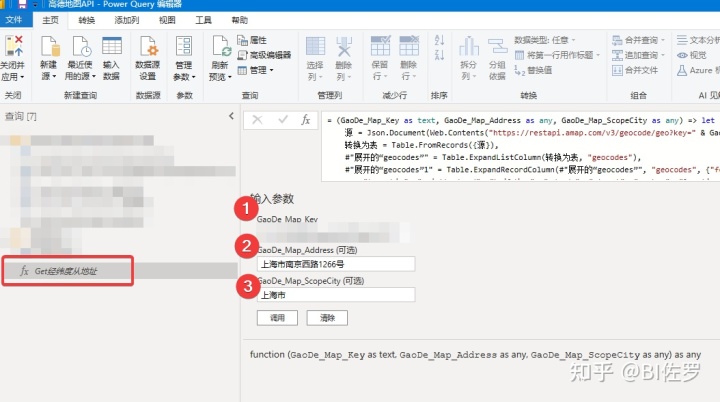 高德地图API - Power Query 编辑器
文件 主页 转换 添加列 视图 工具 帮助
关闭并应用
新建源
最近使用的源
输入数据
数据源设置
管理参数
刷新预览
属性
高级编辑器
管理
选择列
删除列
保留行
删除行
拆分列
分组依据
数据类型: 任意
将第一行用作标题
替换值
合并查询
追加查询
合并文件
文本分析
视觉
Azure
关闭 新建查询 数据源 参数 查询 管理列 减少行 排序 转换 组合 AI 见
查询 [7]
fx Get经纬度从地址
fx
= (GaoDe_Map_Key as text, GaoDe_Map_Address as any, GaoDe_Map_ScopeCity as any) => let
源 = Json.Document(Web.Contents("https://restapi.amap.com/v3/geocode/geo?key=" & Gao
转换为表 = Table.FromRecords({源}),
#"展开的“geocodes”" = Table.ExpandListColumn(转换为表, "geocodes"),
#"展开的“geocodes”1" = Table.ExpandRecordColumn(#"展开的“geocodes”", "geocodes", {"fo
输入参数
1
GaoDe_Map_Key
2
GaoDe_Map_Address (可选)
上海市南京西路1266号
3
GaoDe_Map_ScopeCity (可选)
上海市
调用 清除
function (GaoDe_Map_Key as text, GaoDe_Map_Address as any, GaoDe_Map_ScopeCity as any) as any
知乎 @BI佐罗